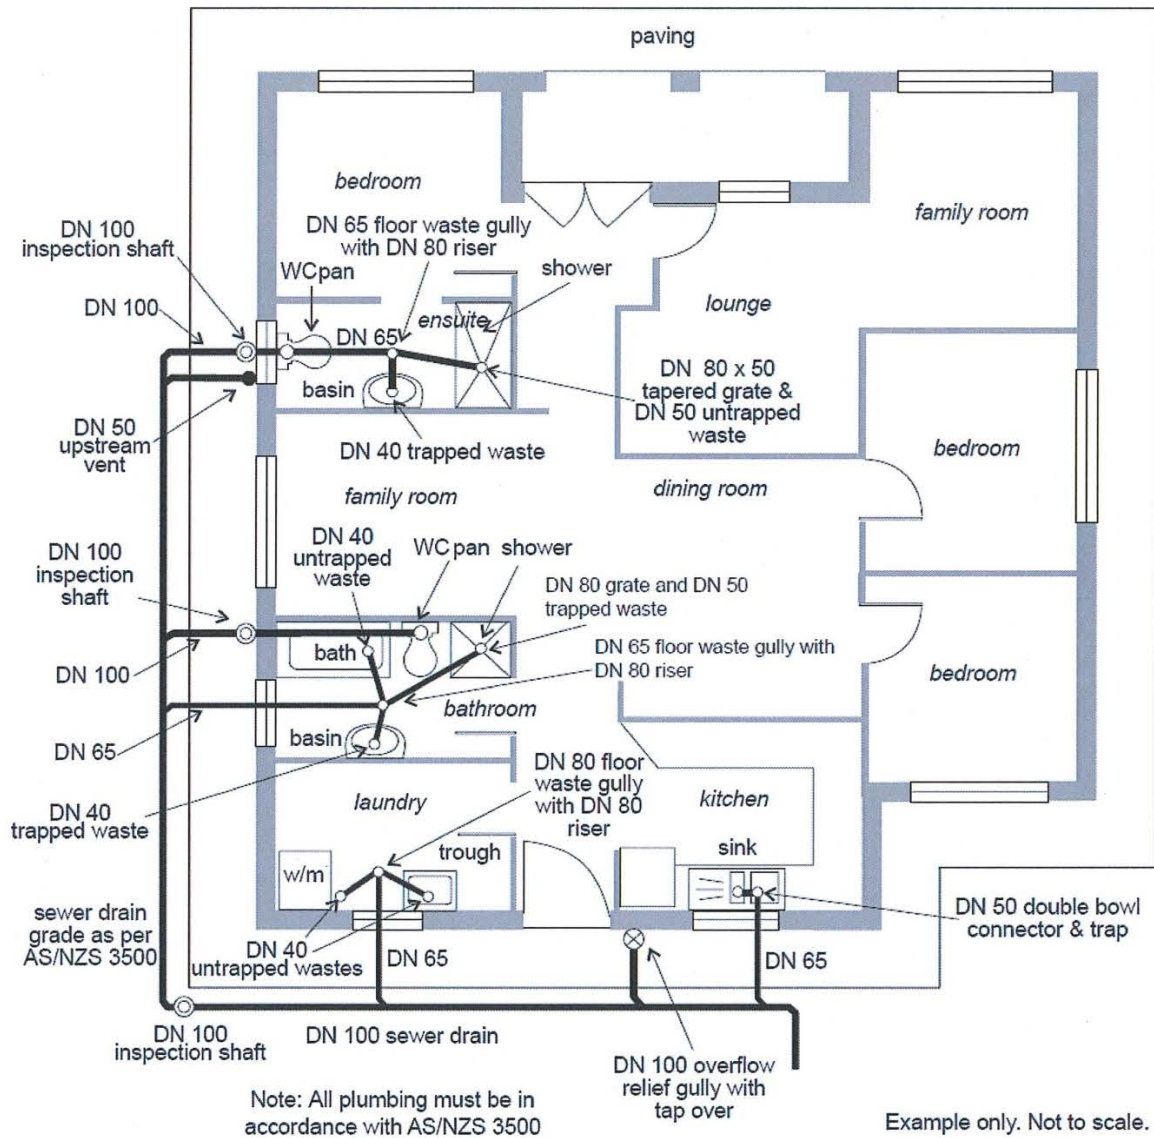 paving
bedroom
DN 65 floor waste gully
with DN 80 riser
family room
DN 100
inspection shaft
WCpan
shower
DN 100
lounge
ensuite
DN 65
basin
DN 80 x 50
tapered grate &
DN 50 untrapped
waste
DN 50
upstream
vent
DN 40 trapped waste
bedroom
family room
dining room
DN 40
untrapped
waste
WCpan shower
DN 100
inspection
shaft
DN 80 grate and DN 50
trapped waste
DN 65 floor waste gully with
DN 80 riser
bath
DN 100
bedroom
bathroom
basin
DN 65
DN 80 floor
waste gully
with DN 80
riser
laundry
kitchen
DN 40
trapped waste
trough
sink
w/m
sewer drain
grade as per
AS/NZS 3500
DN 50 double bowl
connector & trap
DN 40
untrapped wastes
DN 65
DN 65
DN 100
inspection shaft
DN 100 sewer drain
DN 100 overflow
relief gully with
tap over
Note: All plumbing must be in
accordance with AS/NZS 3500
Example only. Not to scale.